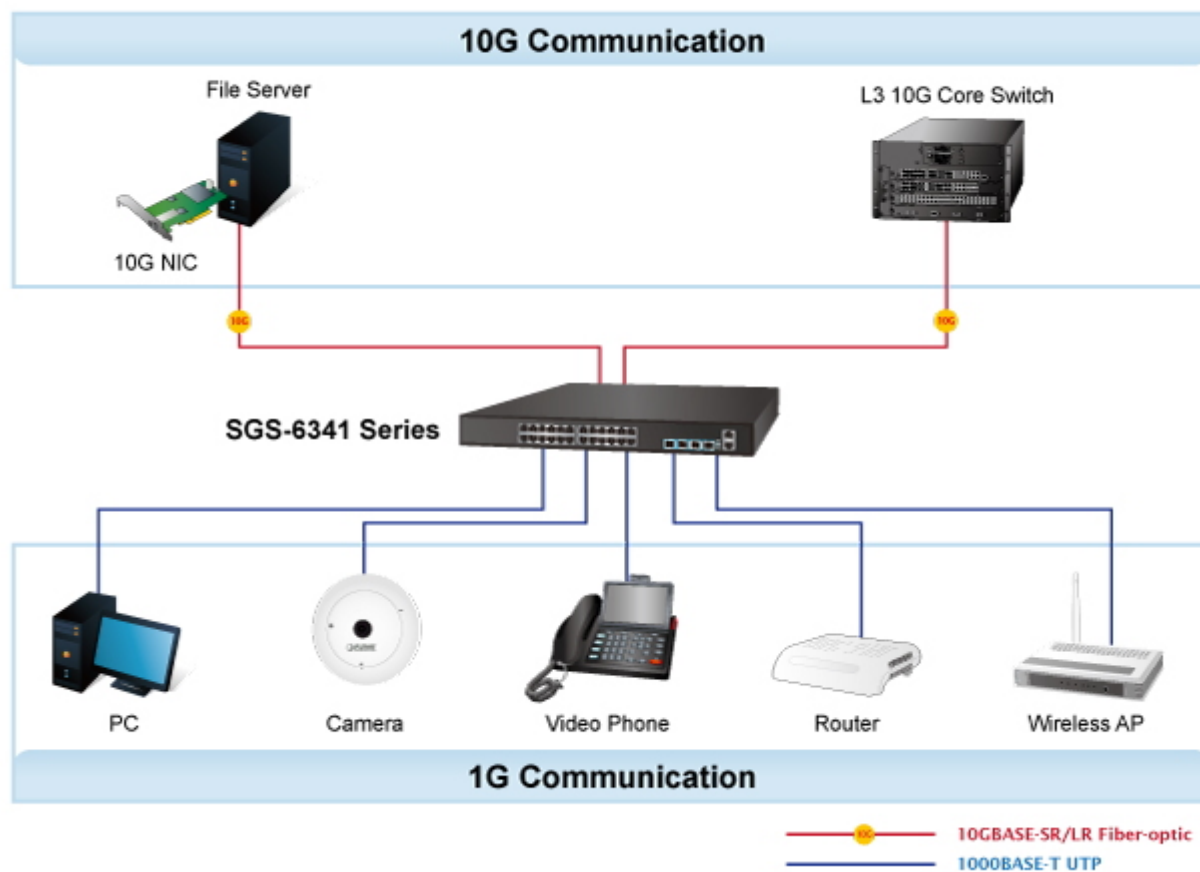 10G Communication
File Server
L3 10G Core Switch
10G NIC
10G
10G
SGS-6341 Series
PC
Camera
Video Phone
Router
Wireless AP
1G Communication
10G 10GBASE-SR/LR Fiber-optic
1000BASE-T UTP